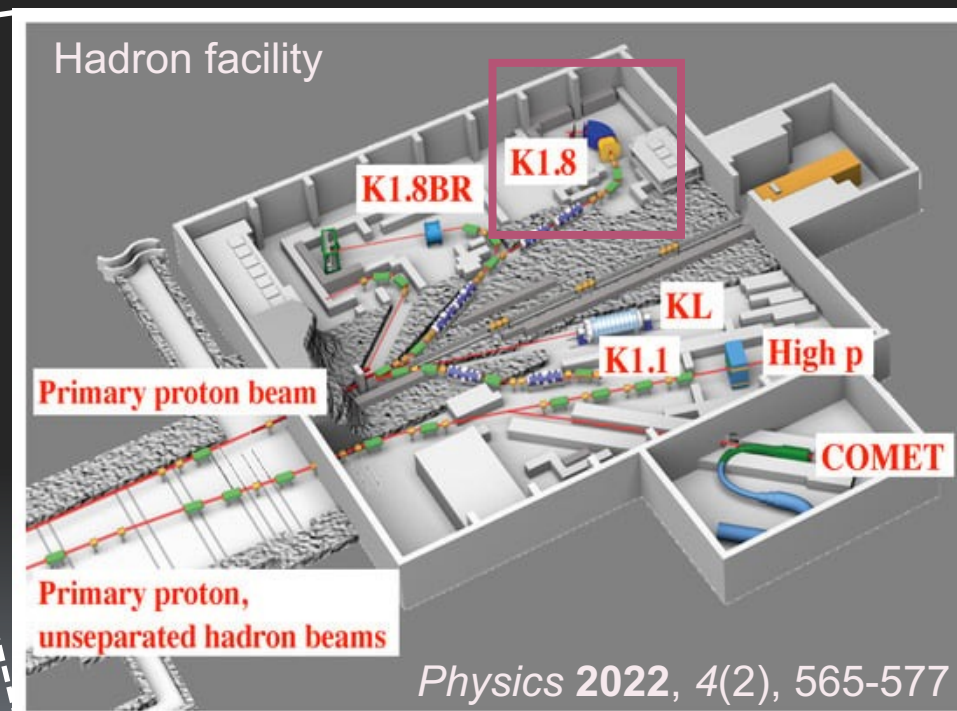 Hadron facility
K1.8
K1.8BR
KL
K1.1
High p
Primary proton beam
COMET
Primary proton,
unseparated hadron beams
Physics 2022, 4(2), 565-577